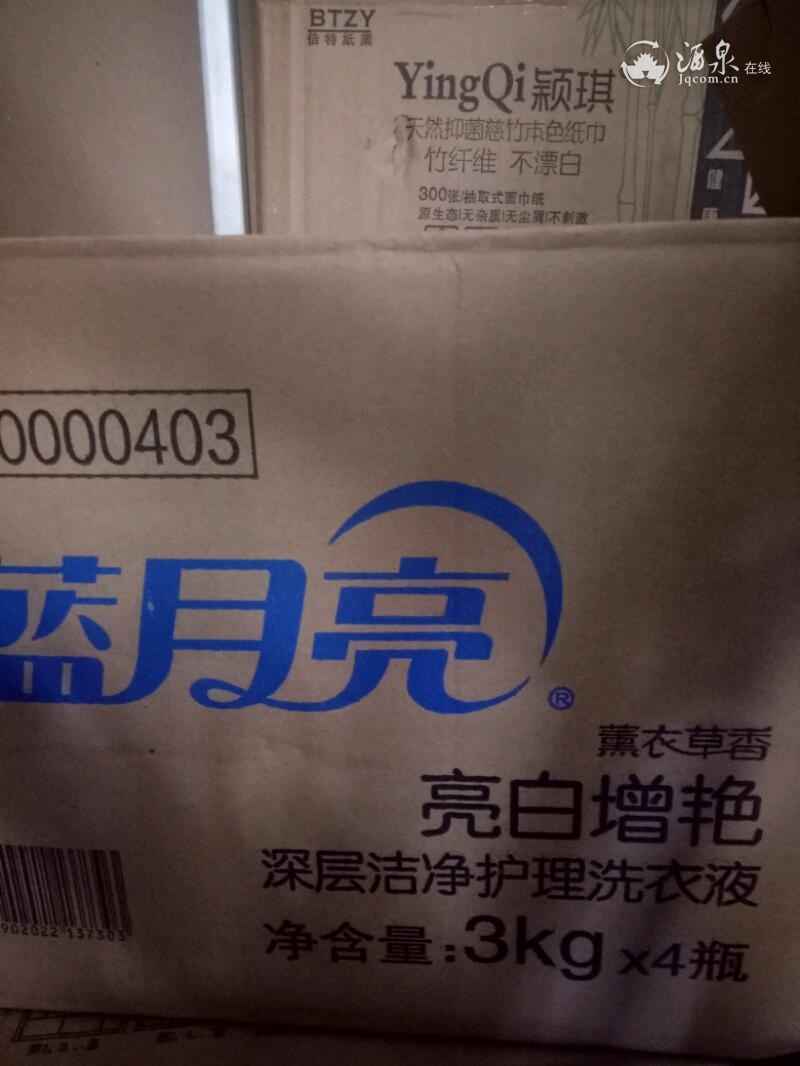 BTZY
倍特纸业
酒泉在线
Jqcom.cn
YingQi颖琪
天然抑菌慈竹本色纸巾
竹纤维 不漂白
300张/抽取式面巾纸
原生态|无杂质|无尘屑|不刺激
健
0000403
蓝月亮®
薰衣草香
亮白增艳
深层洁净护理洗衣液
净含量:3kg x4瓶
902022 137303